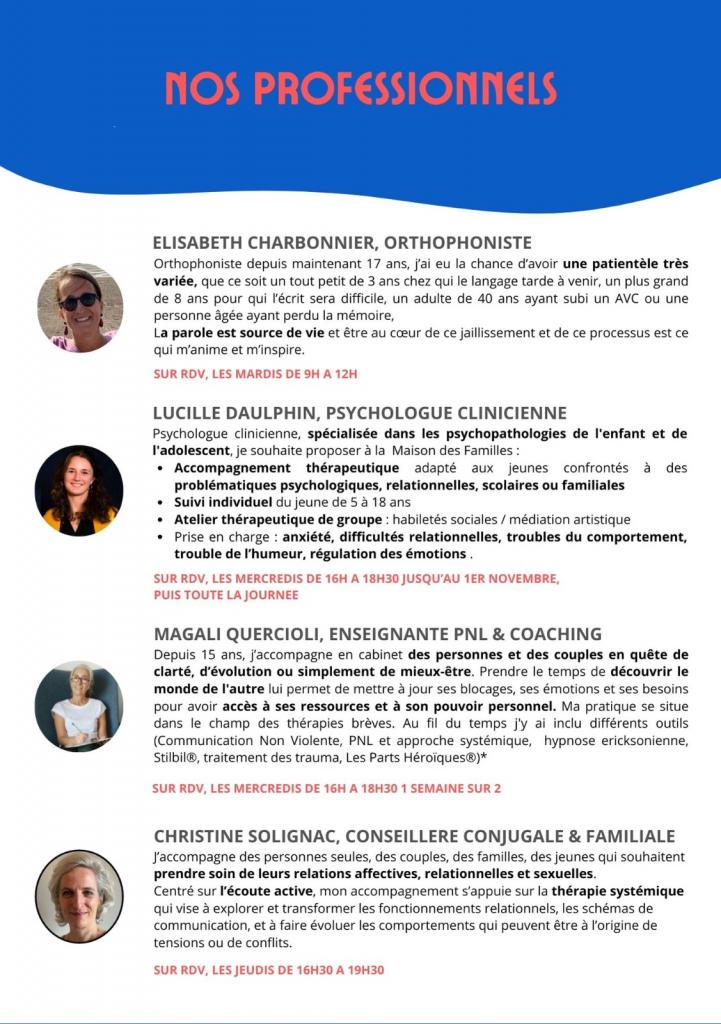 NOS PROFESSIONNELS
ELISABETH CHARBONNIER, ORTHOPHONISTE
Orthophoniste depuis maintenant 17 ans, j’ai eu la chance d’avoir une patientèle très
variée, que ce soit un tout petit de 3 ans chez qui le langage tarde à venir, un plus grand
de 8 ans pour qui l’écrit sera difficile, un adulte de 40 ans ayant subi un AVC ou une
personne âgée ayant perdu la mémoire,
La parole est source de vie et être au cœur de ce jaillissement et de ce processus est ce
qui m’anime et m’inspire.
SUR RDV, LES MARDIS DE 9H A 12H
LUCILLE DAULPHIN, PSYCHOLOGUE CLINICIENNE
Psychologue clinicienne, spécialisée dans les psychopathologies de l'enfant et de
l'adolescent, je souhaite proposer à la Maison des Familles :
• Accompagnement thérapeutique adapté aux jeunes confrontés à des
problématiques psychologiques, relationnelles, scolaires ou familiales
• Suivi individuel du jeune de 5 à 18 ans
• Atelier thérapeutique de groupe : habiletés sociales / médiation artistique
• Prise en charge : anxiété, difficultés relationnelles, troubles du comportement,
trouble de l’humeur, régulation des émotions .
SUR RDV, LES MERCREDIS DE 16H A 18H30 JUSQU’AU 1ER NOVEMBRE,
PUIS TOUTE LA JOURNEE
MAGALI QUERCIOLI, ENSEIGNANTE PNL & COACHING
Depuis 15 ans, j’accompagne en cabinet des personnes et des couples en quête de
clarté, d’évolution ou simplement de mieux-être. Prendre le temps de découvrir le
monde de l'autre lui permet de mettre à jour ses blocages, ses émotions et ses besoins
pour avoir accès à ses ressources et à son pouvoir personnel. Ma pratique se situe
dans le champ des thérapies brèves. Au fil du temps j'y ai inclu différents outils
(Communication Non Violente, PNL et approche systémique, hypnose ericksonienne,
Stilbil®, traitement des trauma, Les Parts Héroïques®)*
SUR RDV, LES MERCREDIS DE 16H A 18H30 1 SEMAINE SUR 2
CHRISTINE SOLIGNAC, CONSEILLERE CONJUGALE & FAMILIALE
J’accompagne des personnes seules, des couples, des familles, des jeunes qui souhaitent
prendre soin de leurs relations affectives, relationnelles et sexuelles.
Centré sur l’écoute active, mon accompagnement s’appuie sur la thérapie systémique
qui vise à explorer et transformer les fonctionnements relationnels, les schémas de
communication, et à faire évoluer les comportements qui peuvent être à l’origine de
tensions ou de conflits.
SUR RDV, LES JEUDIS DE 16H30 A 19H30